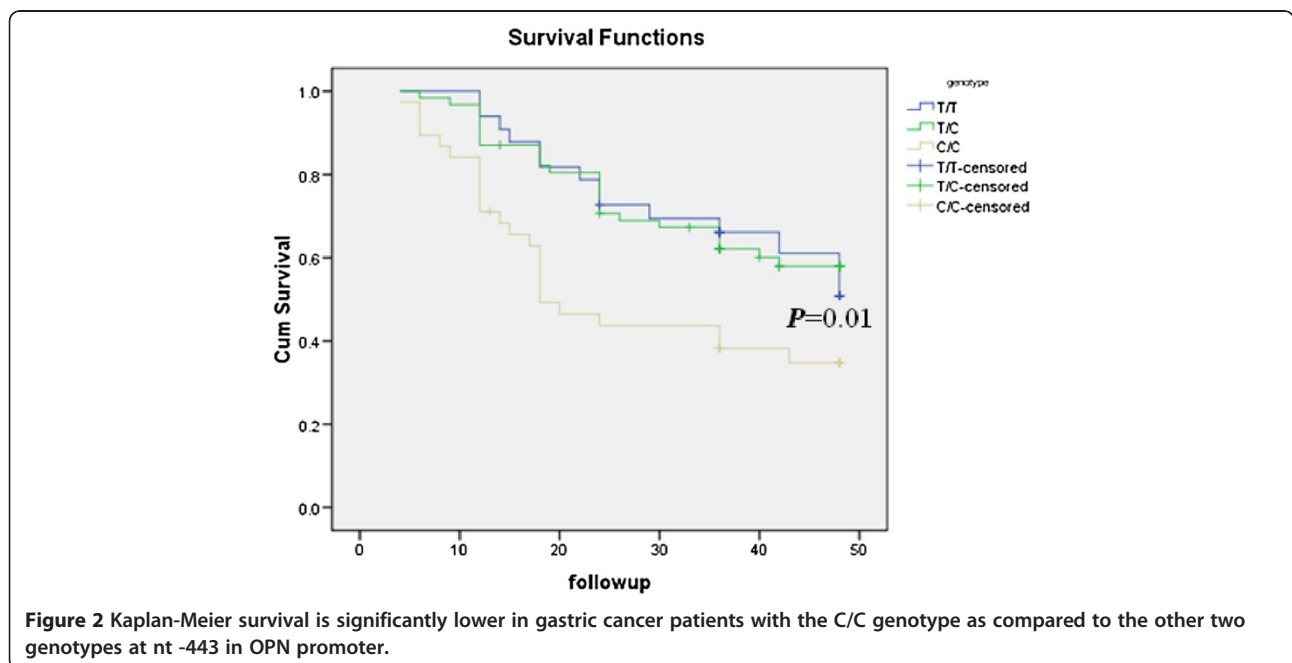 Survival Functions
genotype
T/T
T/C
C/C
T/T-censored
T/C-censored
C/C-censored
Cum Survival
1.0
0.8
0.6
0.4
0.2
0.0
P=0.01
0 10 20 30 40 50
followup
Figure 2 Kaplan-Meier survival is significantly lower in gastric cancer patients with the C/C genotype as compared to the other two
genotypes at nt -443 in OPN promoter.